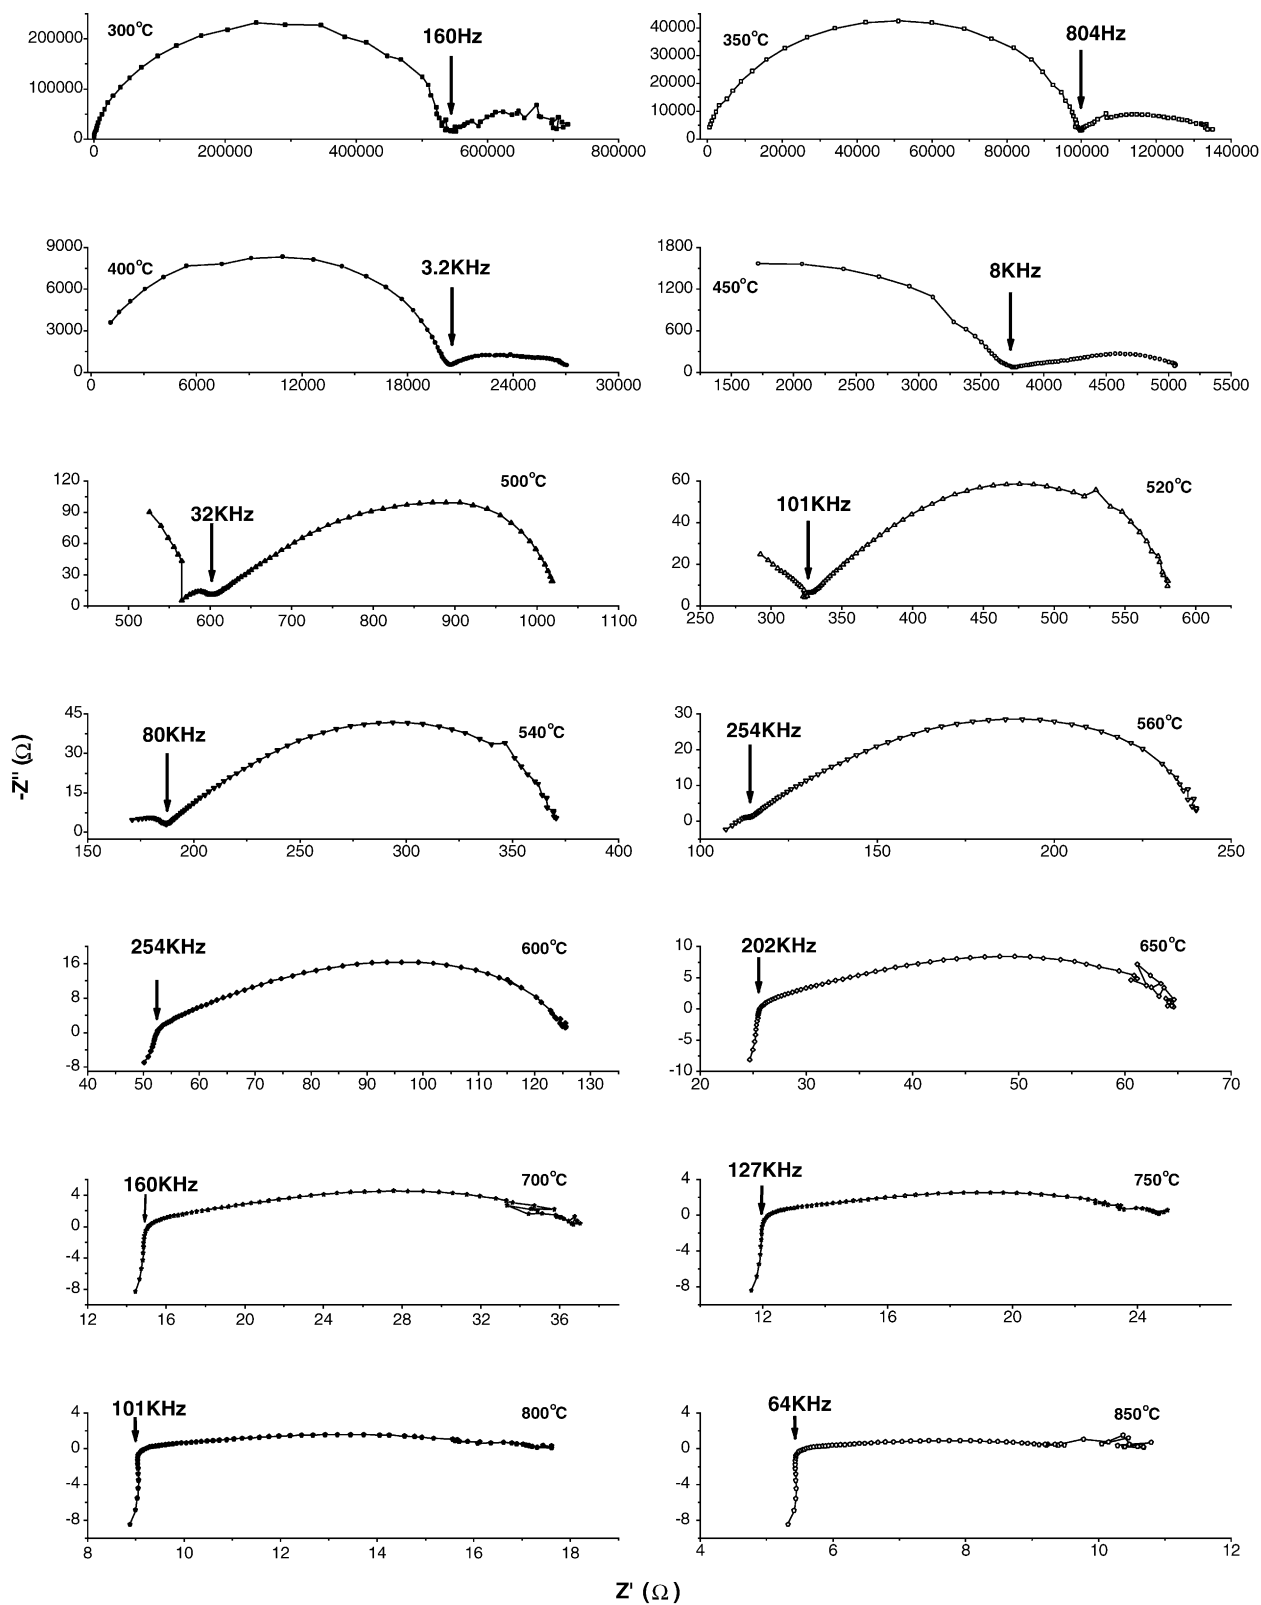 300°C
160Hz
200000
100000
0
0 200000 400000 600000 800000
350°C
804Hz
40000
30000
20000
10000
0
0 20000 40000 60000 80000 100000 120000 140000
400°C
3.2KHz
9000
6000
3000
0
0 6000 12000 18000 24000 30000
450°C
8KHz
1800
1200
600
0
1500 2000 2500 3000 3500 4000 4500 5000 5500
500°C
32KHz
120
90
60
30
0
500 600 700 800 900 1000 1100
520°C
101KHz
60
40
20
0
250 300 350 400 450 500 550 600
-Z'' (Ω)
540°C
80KHz
45
30
15
0
150 200 250 300 350 400
560°C
254KHz
30
20
10
0
100 150 200 250
600°C
254KHz
16
8
0
-8
40 50 60 70 80 90 100 110 120 130
650°C
202KHz
10
5
0
-5
-10
20 30 40 50 60 70
700°C
160KHz
4
0
-4
-8
12 16 20 24 28 32 36
750°C
127KHz
4
0
-4
-8
12 16 20 24
800°C
101KHz
4
0
-4
-8
8 10 12 14 16 18
850°C
64KHz
4
0
-4
-8
4 6 8 10 12
Z' (Ω)